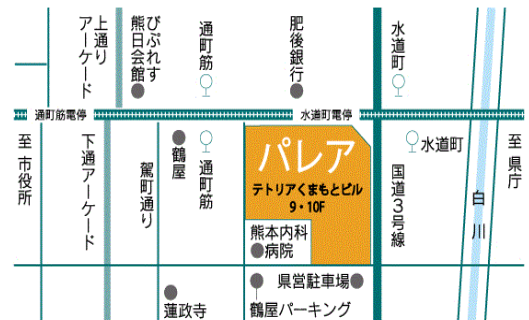 上通り
アーケード
びぷれす
熊日会館
通町筋
肥後銀行
水道町
通町筋電停
水道町電停
至市役所
下通アーケード
駕町通り
鶴屋
通町筋
パレア
テトリアくまもとビル
9・10F
国道3号線
水道町
白川
至県庁
熊本内科
病院
県営駐車場
蓮政寺
鶴屋パーキング